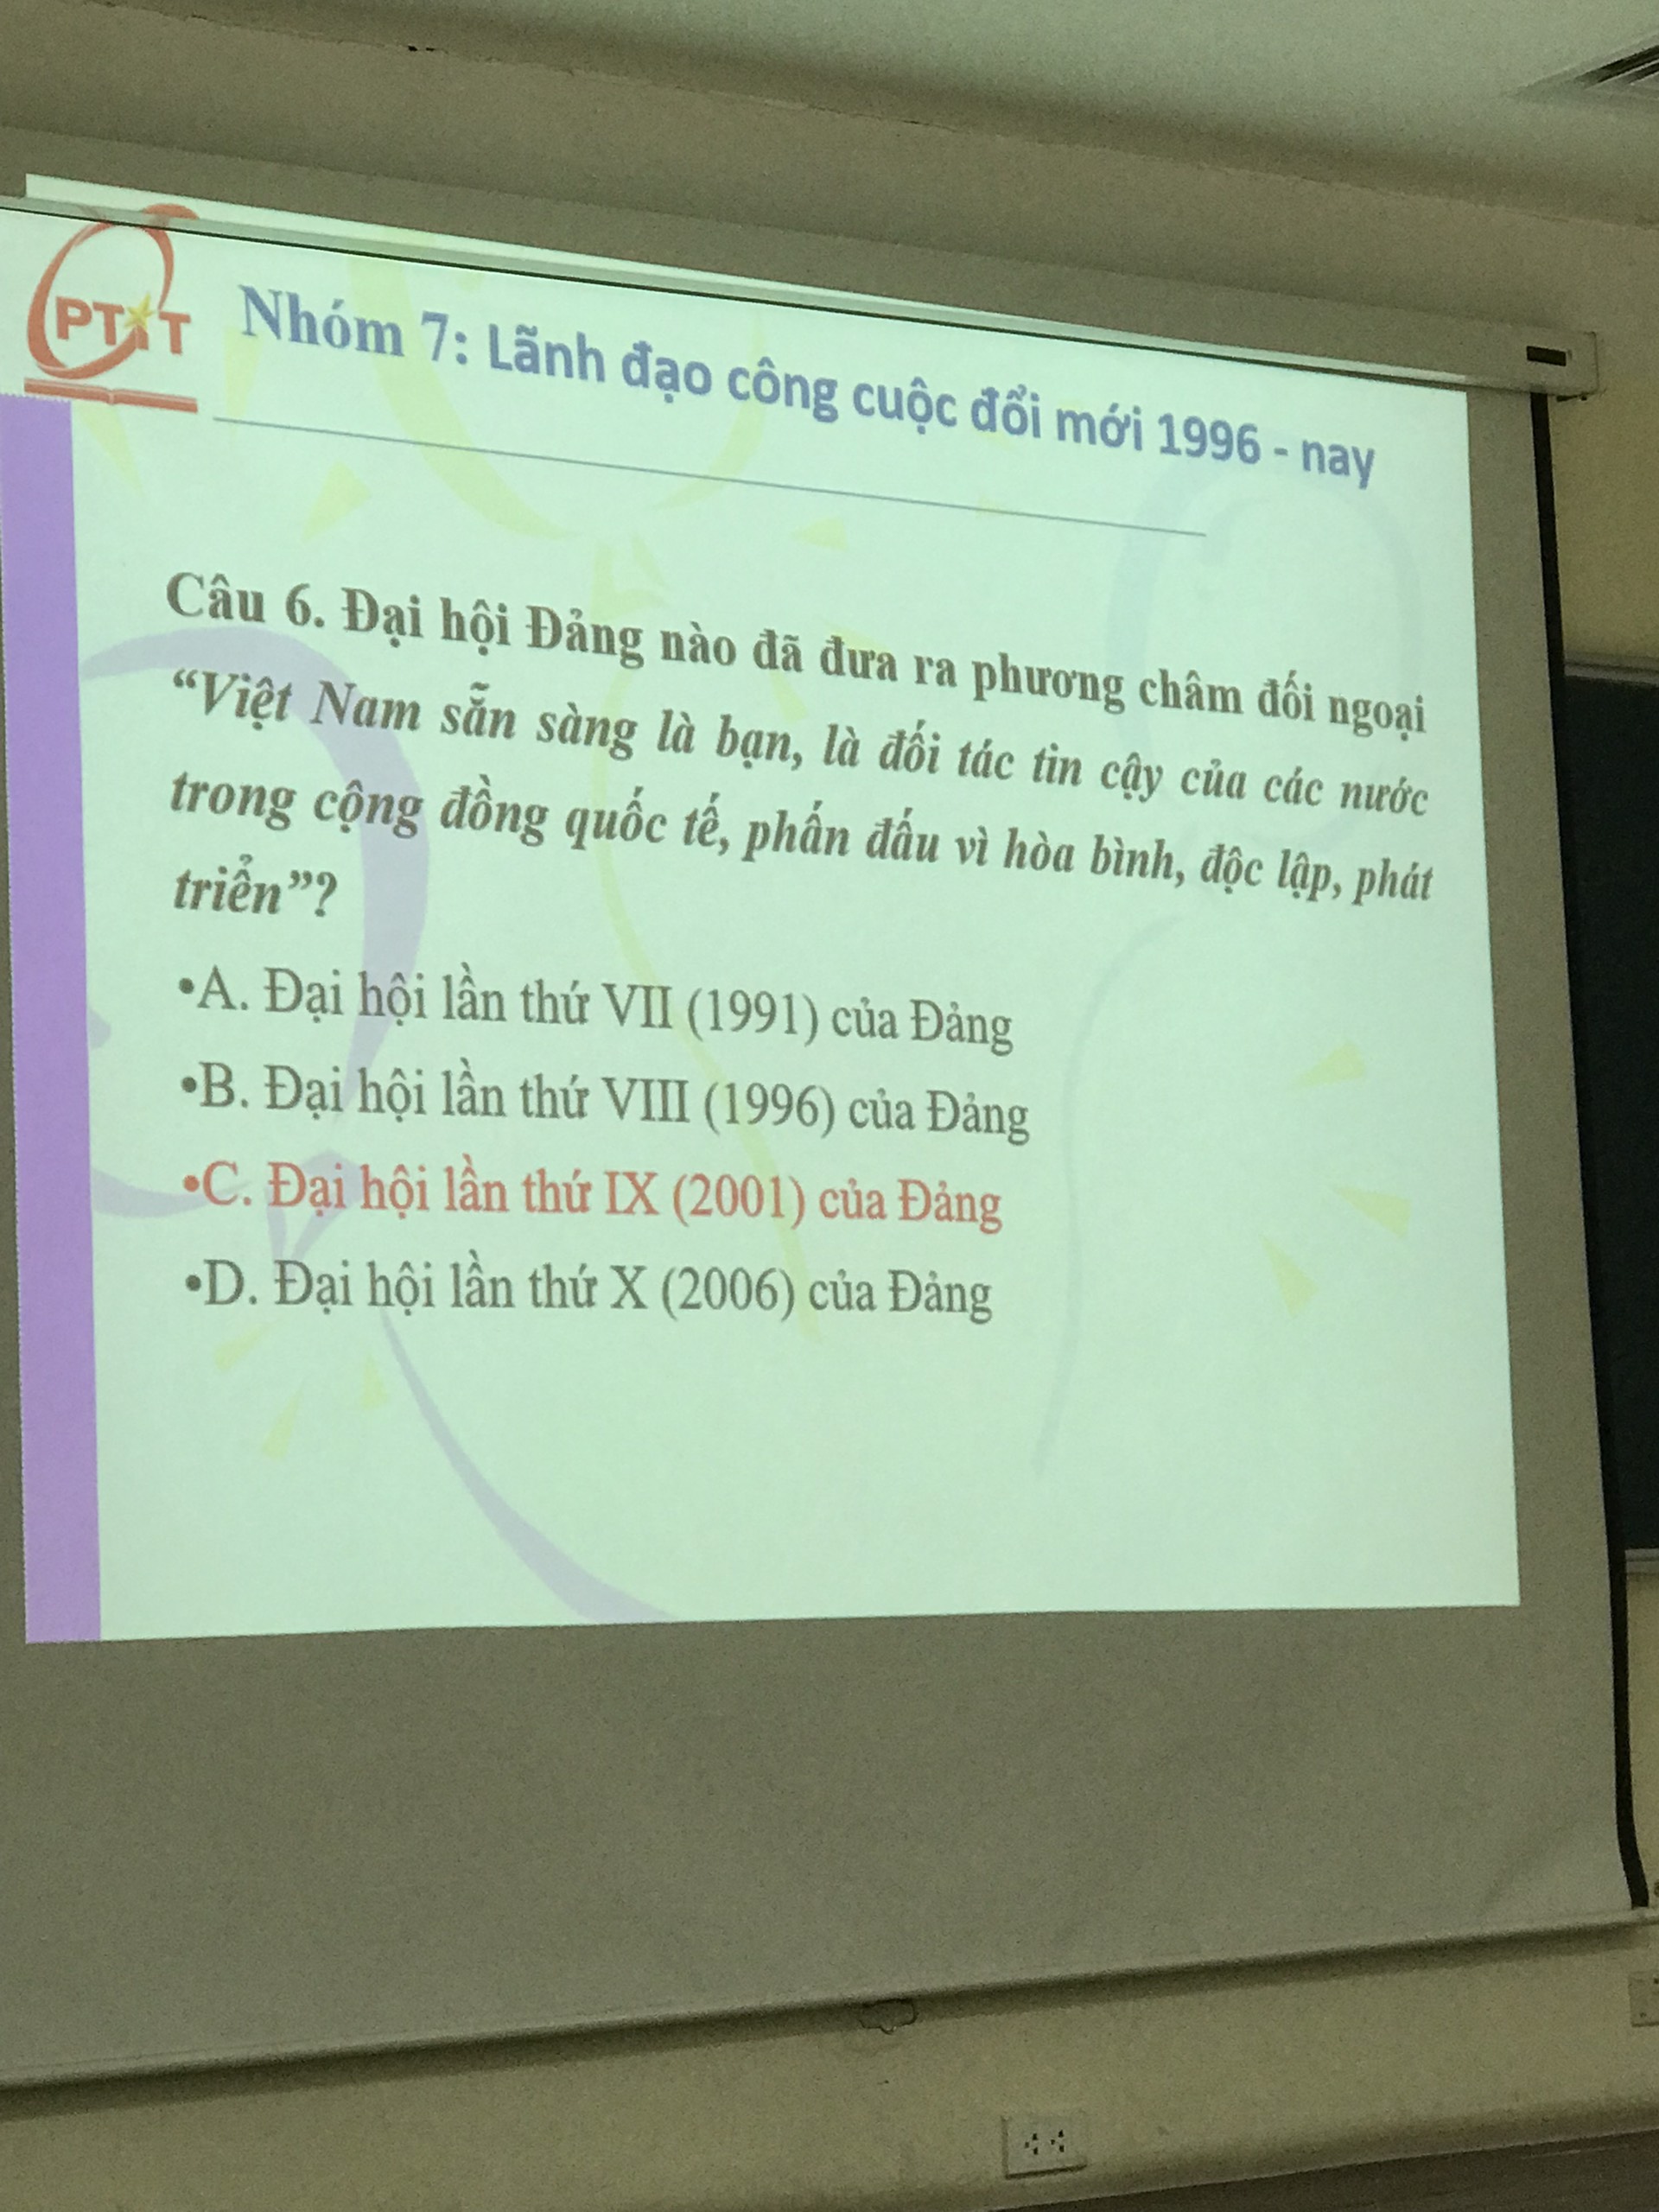 PTiT
Nhóm 7: Lãnh đạo công cuộc đổi mới 1996 - nay
Câu 6. Đại hội Đảng nào đã đưa ra phương châm đối ngoại
“Việt Nam sẵn sàng là bạn, là đối tác tin cậy của các nước
trong cộng đồng quốc tế, phấn đấu vì hòa bình, độc lập, phát
triển”?
•A. Đại hội lần thứ VII (1991) của Đảng
•B. Đại hội lần thứ VIII (1996) của Đảng
•C. Đại hội lần thứ IX (2001) của Đảng
•D. Đại hội lần thứ X (2006) của Đảng